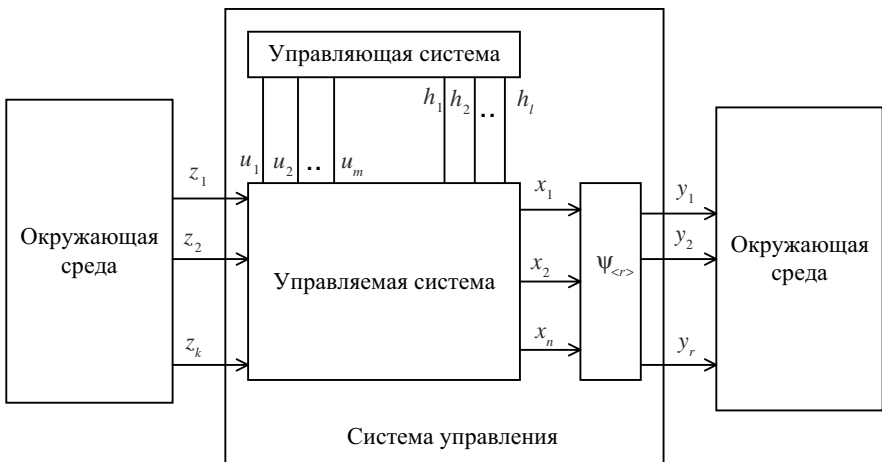 Управляющая система
h₁ h₂ .. hₗ
u₁ u₂ .. uₘ
z₁
z₂
zₖ
Окружающая
среда
Управляемая система
x₁
x₂
xₙ
Ψ<r>
y₁
y₂
yᵣ
Окружающая
среда
Система управления